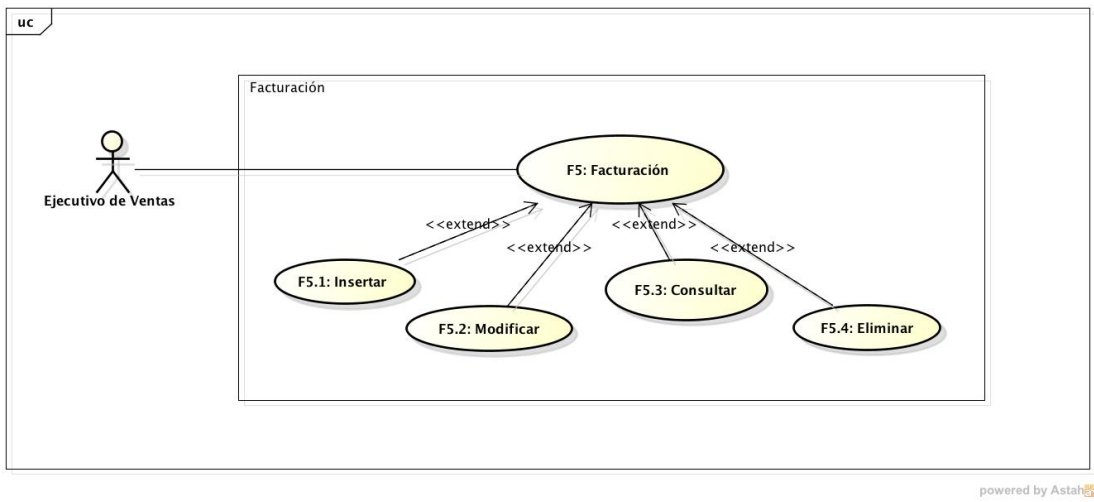 uc
Facturación
F5: Facturación
Ejecutivo de Ventas
<<extend>>
<<extend>>
<<extend>>
<<extend>>
F5.1: Insertar
F5.2: Modificar
F5.3: Consultar
F5.4: Eliminar
powered by Astah